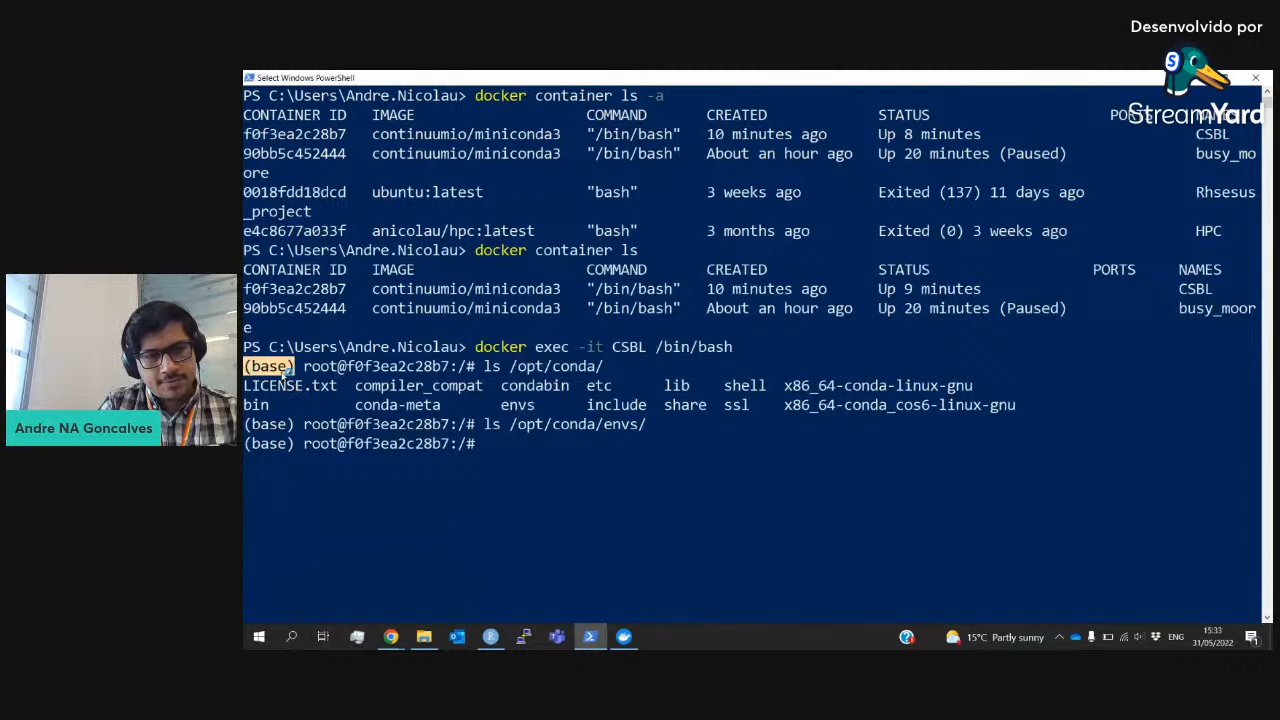 Desenvolvido por
S
StreamYard
Select Windows PowerShell
PS C:\Users\Andre.Nicolau> docker container ls -a
CONTAINER ID IMAGE COMMAND CREATED STATUS PORTS
f0f3ea2c28b7 continuumio/miniconda3 "/bin/bash" 10 minutes ago Up 8 minutes CSBL
90bb5c452444 continuumio/miniconda3 "/bin/bash" About an hour ago Up 20 minutes (Paused) busy_mo
ore
0018fdd18dcd ubuntu:latest "bash" 3 weeks ago Exited (137) 11 days ago Rhsesus
_project
e4c8677a033f anicolau/hpc:latest "bash" 3 months ago Exited (0) 3 weeks ago HPC
PS C:\Users\Andre.Nicolau> docker container ls
CONTAINER ID IMAGE COMMAND CREATED STATUS PORTS NAMES
f0f3ea2c28b7 continuumio/miniconda3 "/bin/bash" 10 minutes ago Up 9 minutes CSBL
90bb5c452444 continuumio/miniconda3 "/bin/bash" About an hour ago Up 20 minutes (Paused) busy_moor
e
PS C:\Users\Andre.Nicolau> docker exec -it CSBL /bin/bash
(base) root@f0f3ea2c28b7:/# ls /opt/conda/
LICENSE.txt compiler_compat condabin etc lib shell x86_64-conda-linux-gnu
bin conda-meta envs include share ssl x86_64-conda_cos6-linux-gnu
(base) root@f0f3ea2c28b7:/# ls /opt/conda/envs/
(base) root@f0f3ea2c28b7:/#
Andre NA Goncalves
15°C Partly sunny
ENG
15:33
31/05/2022